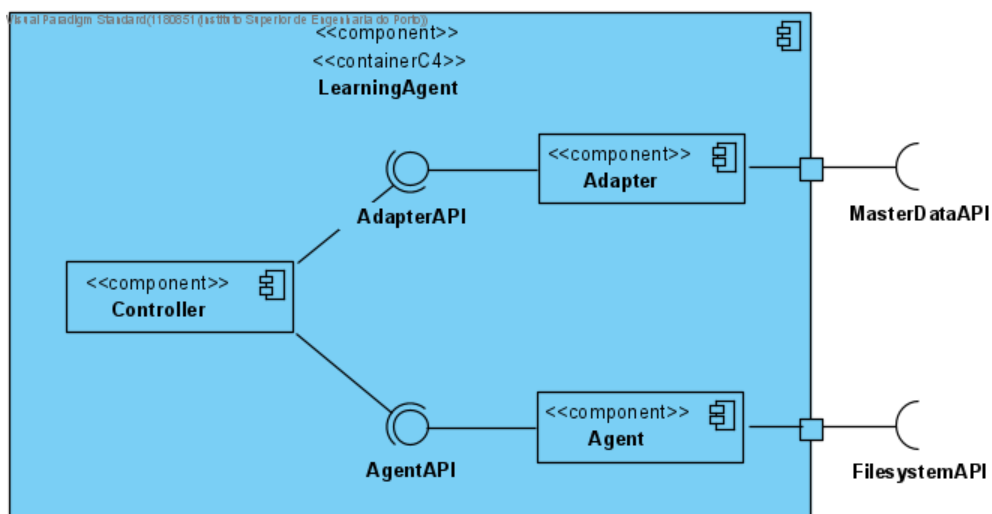 Visual Paradigm Standard(1180851(Instituto Superior de Engenharia do Porto))
<<component>>
<<containerC4>>
LearningAgent
<<component>>
Adapter
AdapterAPI
MasterDataAPI
<<component>>
Controller
<<component>>
Agent
AgentAPI
FilesystemAPI